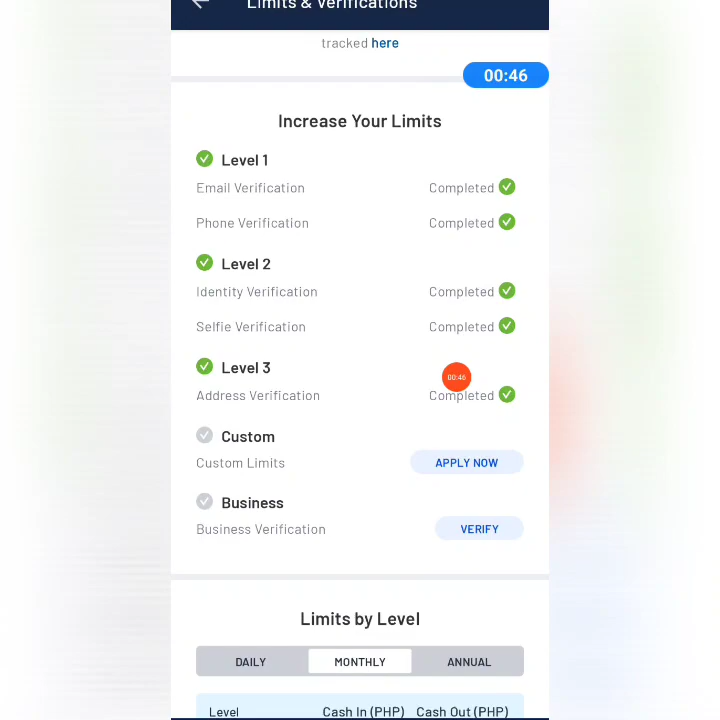 Limits & Verifications
tracked here
00:46
Increase Your Limits
Level 1
Email Verification Completed
Phone Verification Completed
Level 2
Identity Verification Completed
Selfie Verification Completed
Level 3
00:46
Address Verification Completed
Custom
Custom Limits APPLY NOW
Business
Business Verification VERIFY
Limits by Level
DAILY MONTHLY ANNUAL
Level Cash In (PHP) Cash Out (PHP)